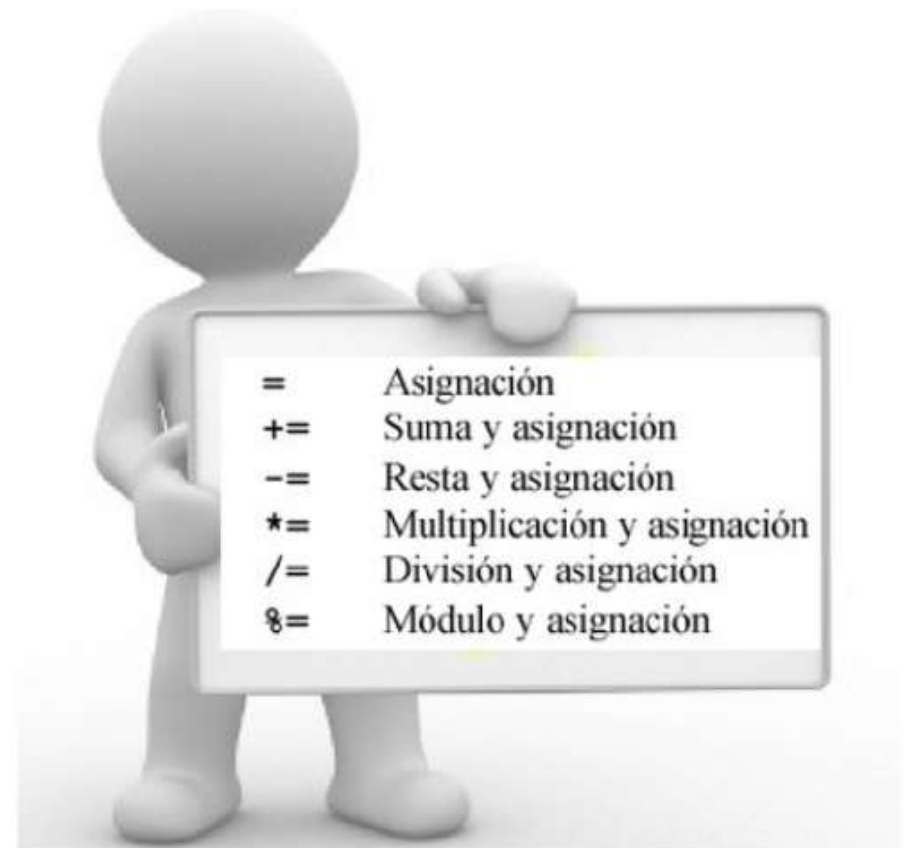 = Asignación
+= Suma y asignación
-= Resta y asignación
*= Multiplicación y asignación
/= División y asignación
%= Módulo y asignación